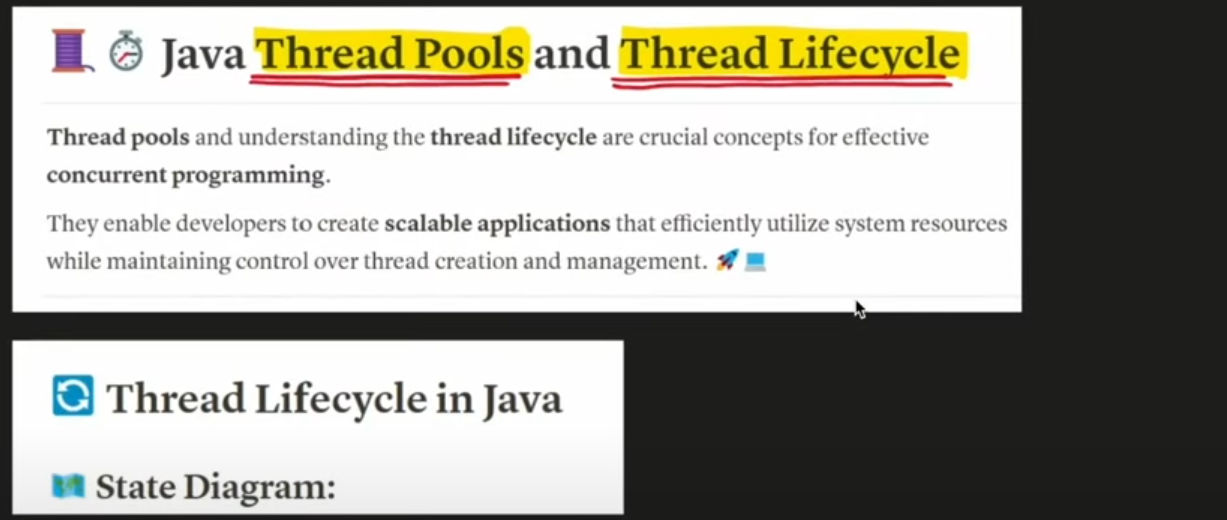 Java Thread Pools and Thread Lifecycle
Thread pools and understanding the thread lifecycle are crucial concepts for effective
concurrent programming.
They enable developers to create scalable applications that efficiently utilize system resources
while maintaining control over thread creation and management.
Thread Lifecycle in Java
State Diagram: